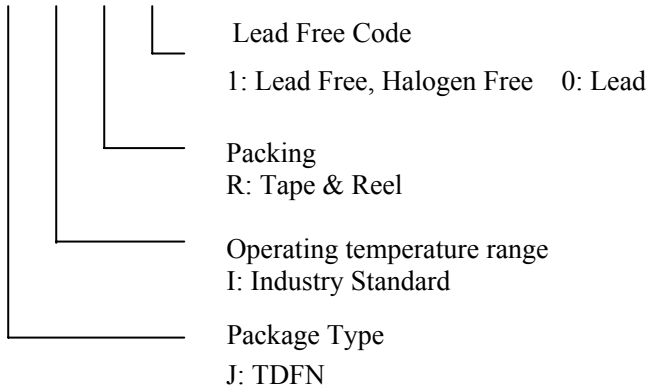 Lead Free Code
1: Lead Free, Halogen Free 0: Lead
Packing
R: Tape & Reel
Operating temperature range
I: Industry Standard
Package Type
J: TDFN